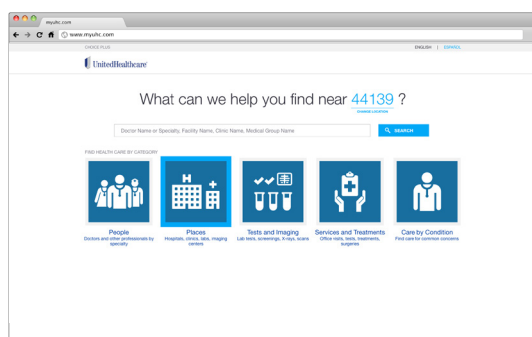 myuhc.com
www.myuhc.com
CHOICE PLUS
ENGLISH | ESPAÑOL
UnitedHealthcare
What can we help you find near 44139 ?
CHANGE LOCATION
Doctor Name or Specialty, Facility Name, Clinic Name, Medical Group Name
SEARCH
FIND HEALTH CARE BY CATEGORY
H
People
Doctors and other professionals by
specialty
Places
Hospitals, clinics, labs, imaging
centers
Tests and Imaging
Lab tests, screenings, X-rays, scans
Services and Treatments
Office visits, tests, treatments,
surgeries
Care by Condition
Find care for common concerns